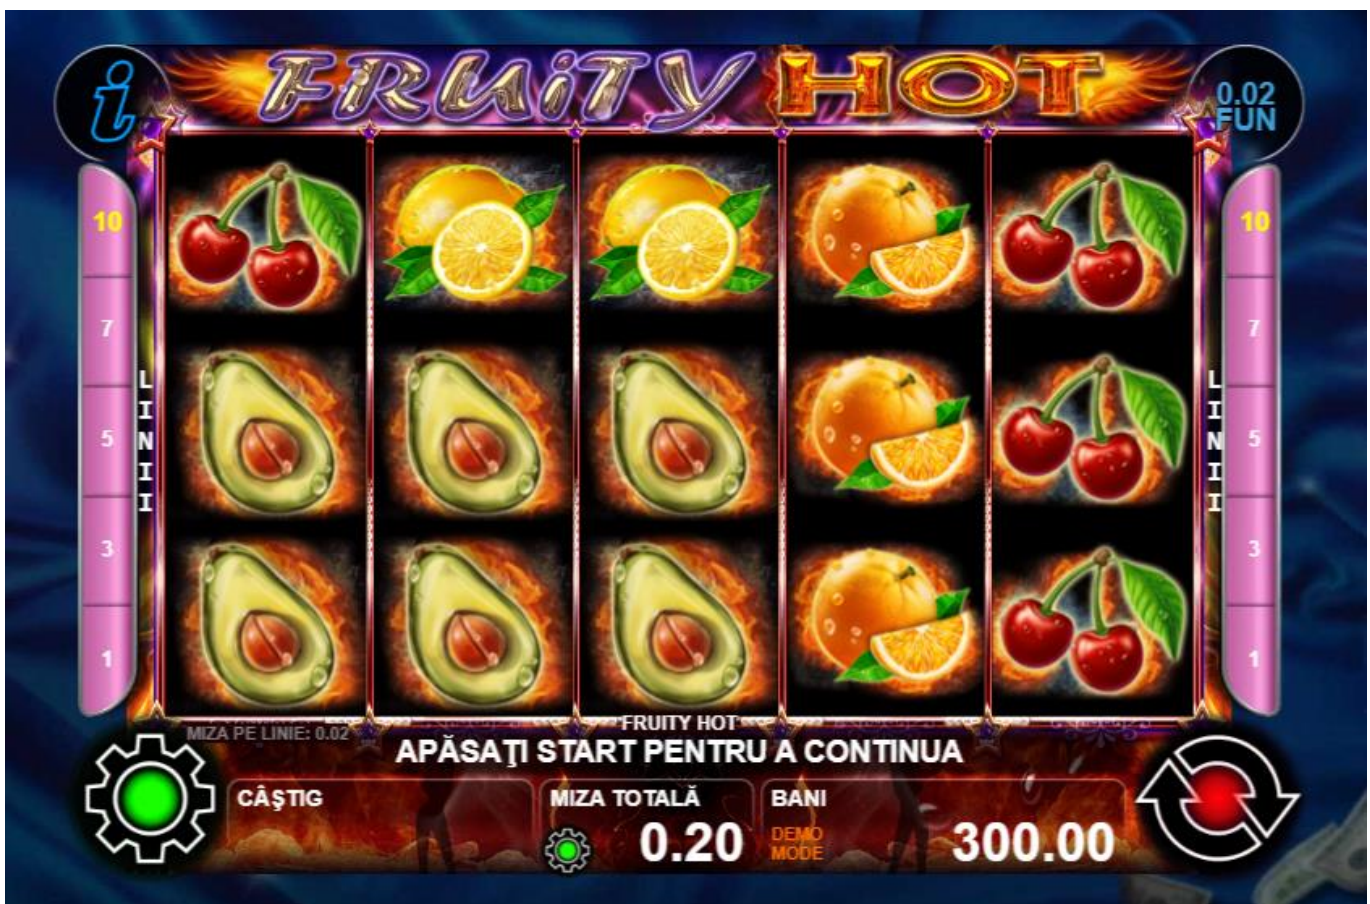 FRUiTY HOT
0.02
FUN
10
7
5
3
1
LINII
10
7
5
3
1
LINII
MIZA PE LINIE: 0.02
FRUITY HOT
APĂSAŢI START PENTRU A CONTINUA
CÂŞTIG
MIZA TOTALĂ
0.20
BANI
DEMO
MODE
300.00